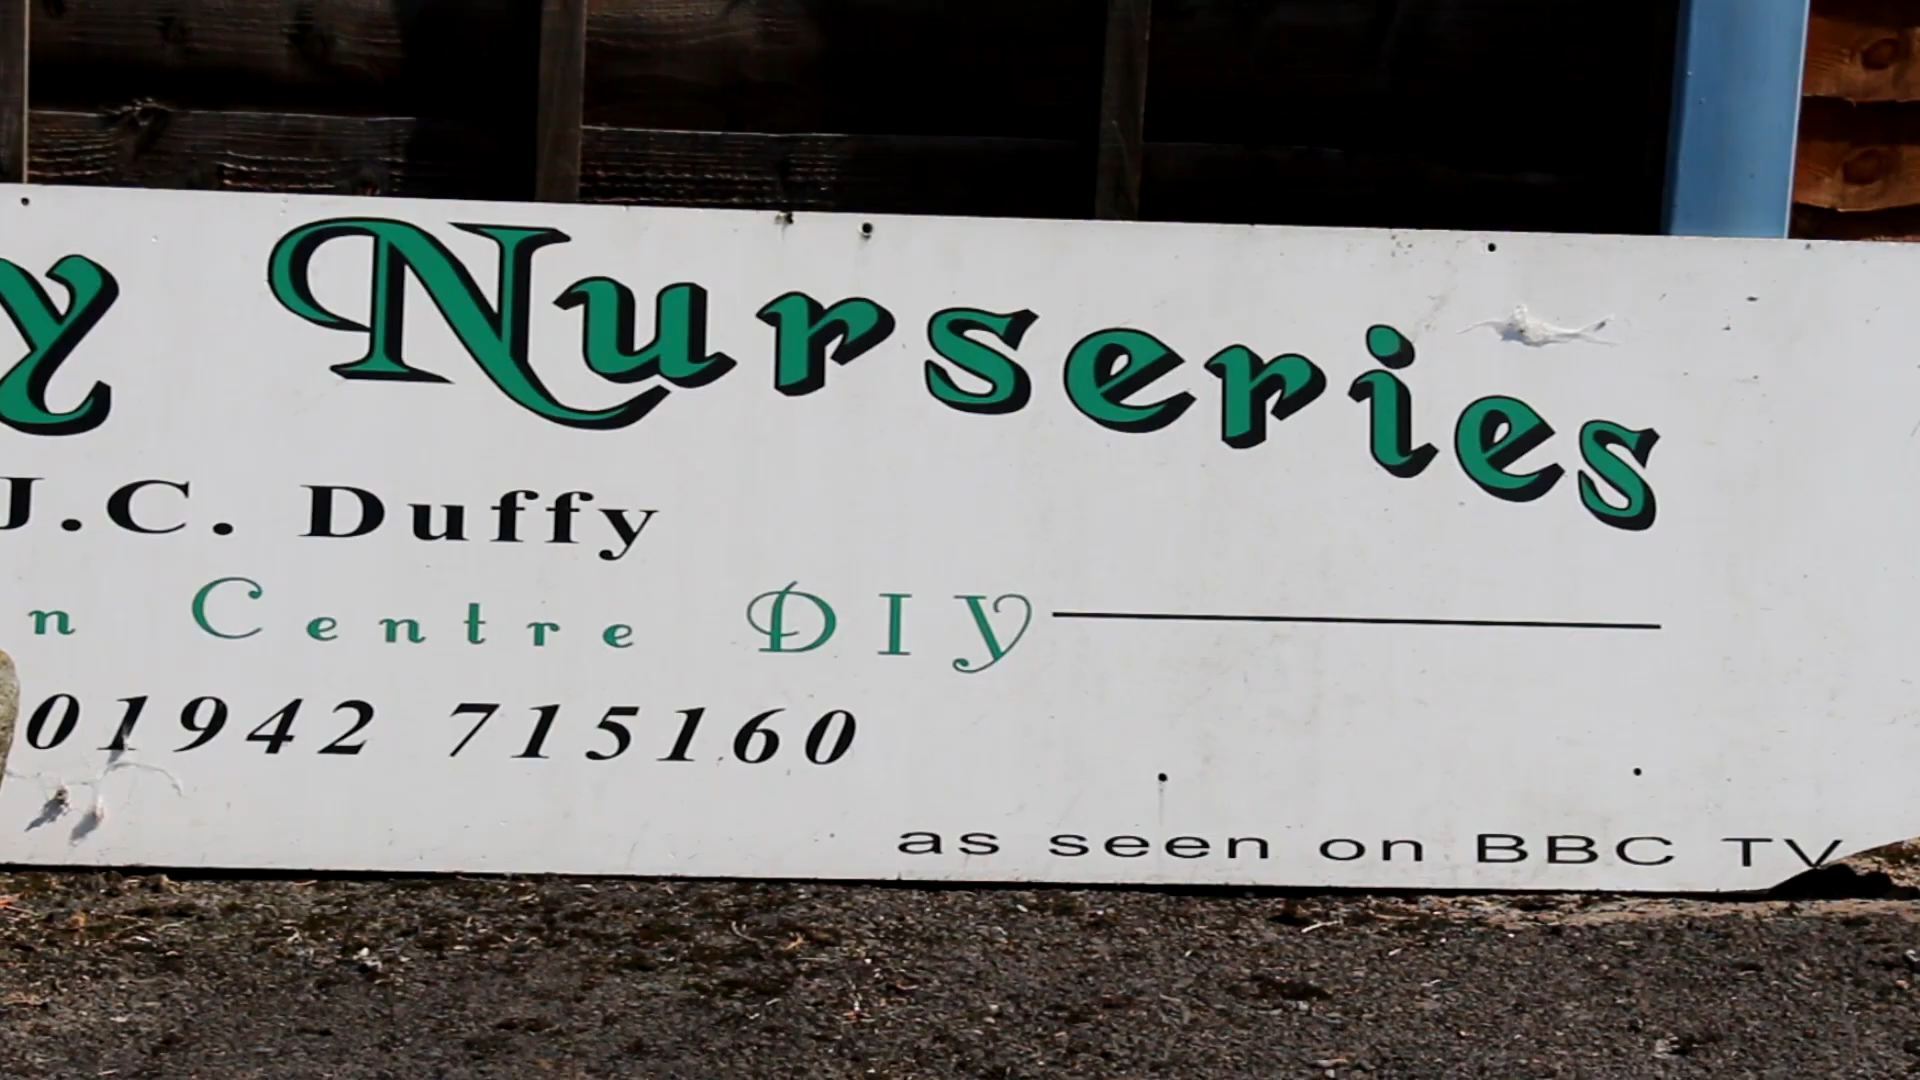 y Nurseries
J.C. Duffy
n Centre DIY
01942 715160
as seen on BBC TV